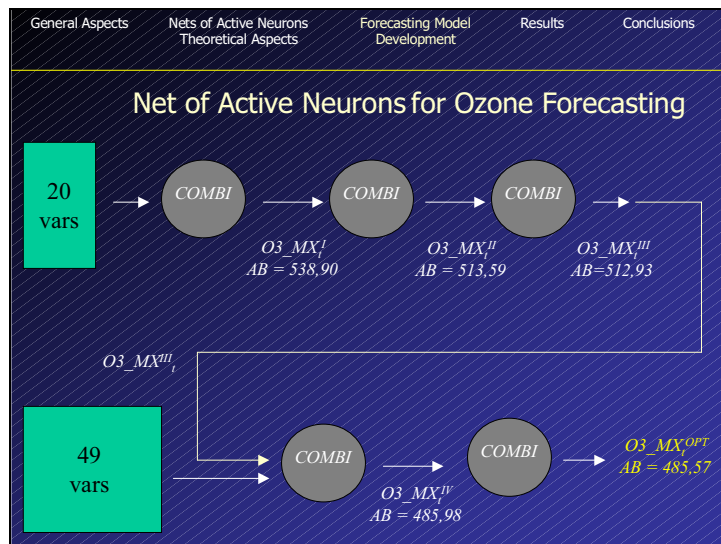 General Aspects
Nets of Active Neurons
Theoretical Aspects
Forecasting Model
Development
Results
Conclusions
Net of Active Neurons for Ozone Forecasting
20
vars
COMBI
COMBI
COMBI
O3_MXₜᴵ
AB = 538,90
O3_MXₜᴵᴵ
AB = 513,59
O3_MXₜᴵᴵᴵ
AB=512,93
O3_MXᴵᴵᴵₜ
49
vars
COMBI
COMBI
O3_MXₜᴵⱽ
AB = 485,98
O3_MXₜᴼᴾᵀ
AB = 485,57